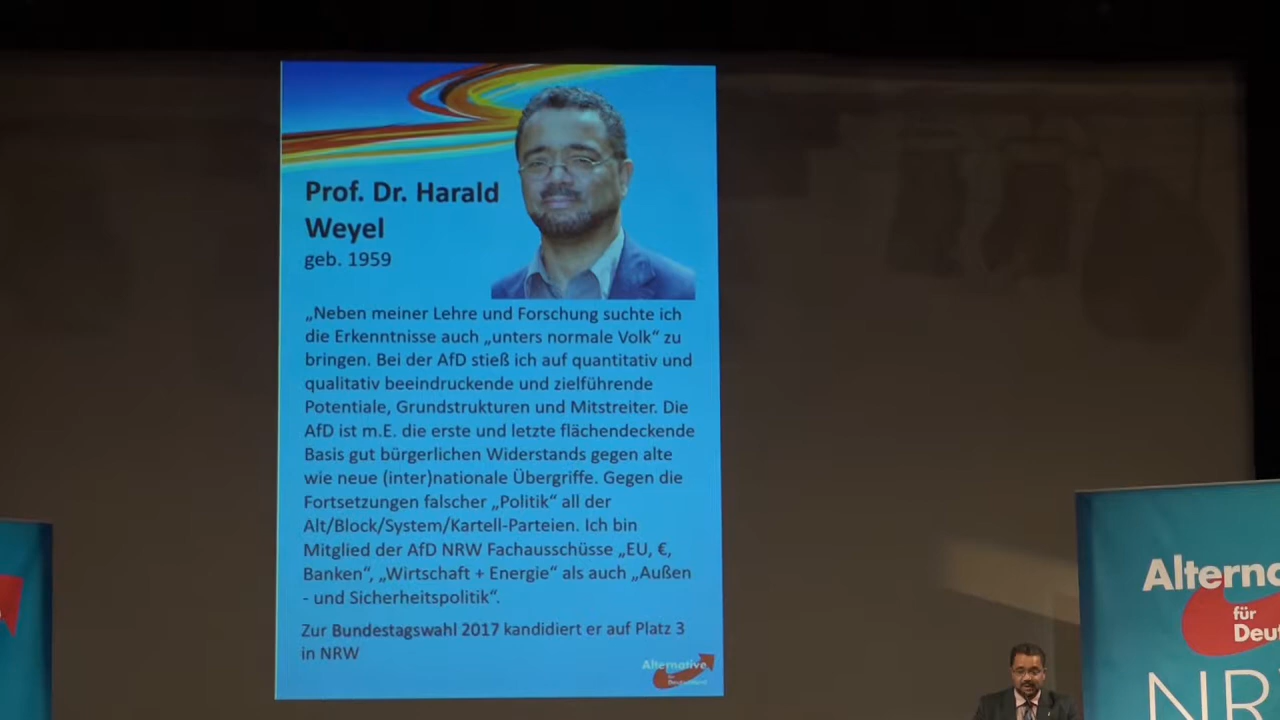 Prof. Dr. Harald
Weyel
geb. 1959
„Neben meiner Lehre und Forschung suchte ich
die Erkenntnisse auch „unters normale Volk“ zu
bringen. Bei der AfD stieß ich auf quantitativ und
qualitativ beeindruckende und zielführende
Potentiale, Grundstrukturen und Mitstreiter. Die
AfD ist m.E. die erste und letzte flächendeckende
Basis gut bürgerlichen Widerstands gegen alte
wie neue (inter)nationale Übergriffe. Gegen die
Fortsetzungen falscher „Politik“ all der
Alt/Block/System/Kartell-Parteien. Ich bin
Mitglied der AfD NRW Fachausschüsse „EU, €,
Banken“, „Wirtschaft + Energie“ als auch „Außen
- und Sicherheitspolitik“.
Zur Bundestagswahl 2017 kandidiert er auf Platz 3
in NRW
Alternative
für
Deutschland
Alterna
für
Deut
NR